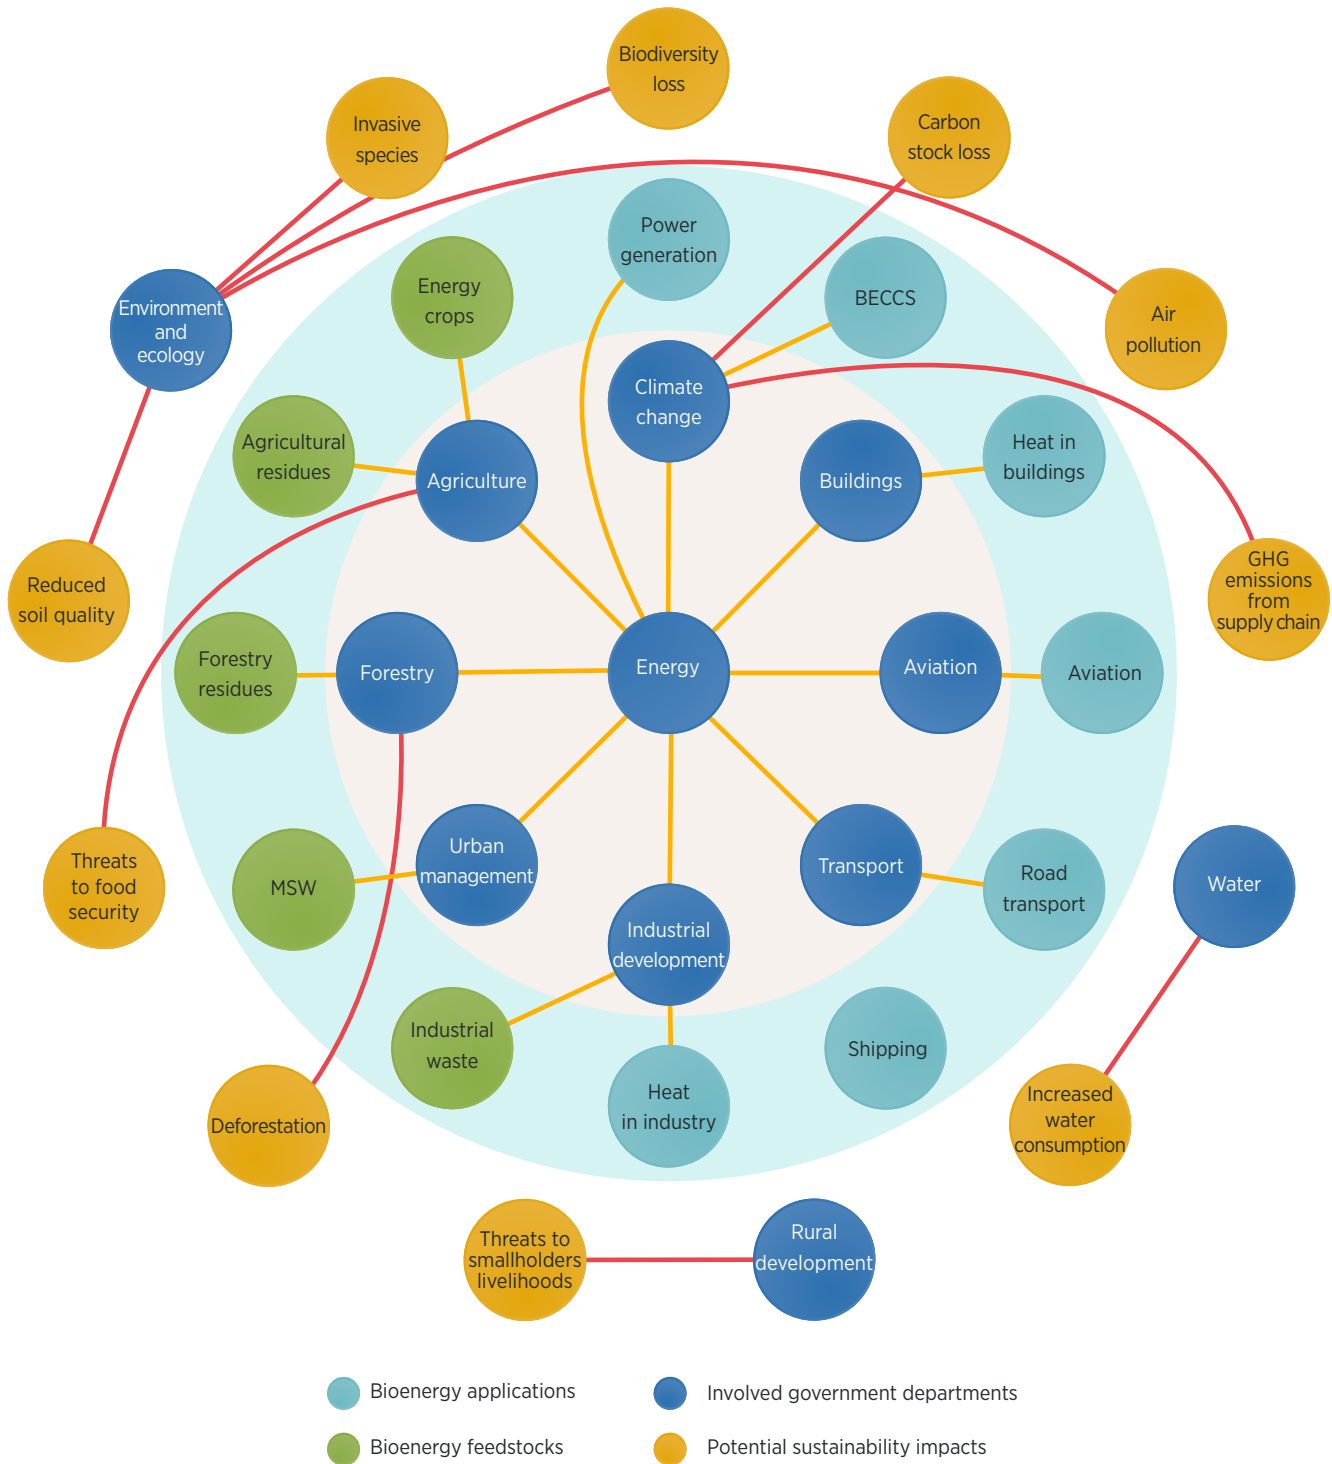 Biodiversity
loss
Invasive
species
Carbon
stock loss
Power
generation
Energy
crops
BECCS
Environment
and
ecology
Air
pollution
Climate
change
Agricultural
residues
Agriculture
Buildings
Heat in
buildings
Reduced
soil quality
GHG
emissions
from
supply chain
Forestry
residues
Forestry
Energy
Aviation
Aviation
Threats
to food
security
MSW
Urban
management
Transport
Road
transport
Water
Industrial
development
Industrial
waste
Shipping
Heat
in industry
Deforestation
Increased
water
consumption
Threats to
smallholders
livelihoods
Rural
development
Bioenergy applications
Involved government departments
Bioenergy feedstocks
Potential sustainability impacts